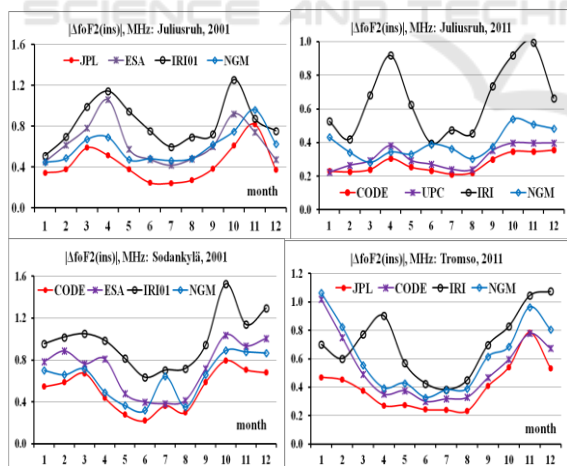 SCIENCE AND TECHNOLOGY
|ΔfoF2(ins)|, MHz: Juliusruh, 2001
1.6
JPL ESA IRI01 NGM
1.2
0.8
0.4
month
0.0
1 2 3 4 5 6 7 8 9 10 11 12
|ΔfoF2(ins)|, MHz: Juliusruh, 2011
1.0
0.8
0.6
0.4
0.2
CODE UPC IRI NGM
0.0
1 2 3 4 5 6 7 8 9 10 11 12
|ΔfoF2(ins)|, MHz: Sodankylä, 2001
1.6
CODE ESA IRI01 NGM
1.2
0.8
0.4
month
0.0
1 2 3 4 5 6 7 8 9 10 11 12
|ΔfoF2(ins)|, MHz: Tromso, 2011
1.2
JPL CODE IRI NGM
1.0
0.8
0.6
0.4
0.2
month
0.0
1 2 3 4 5 6 7 8 9 10 11 12